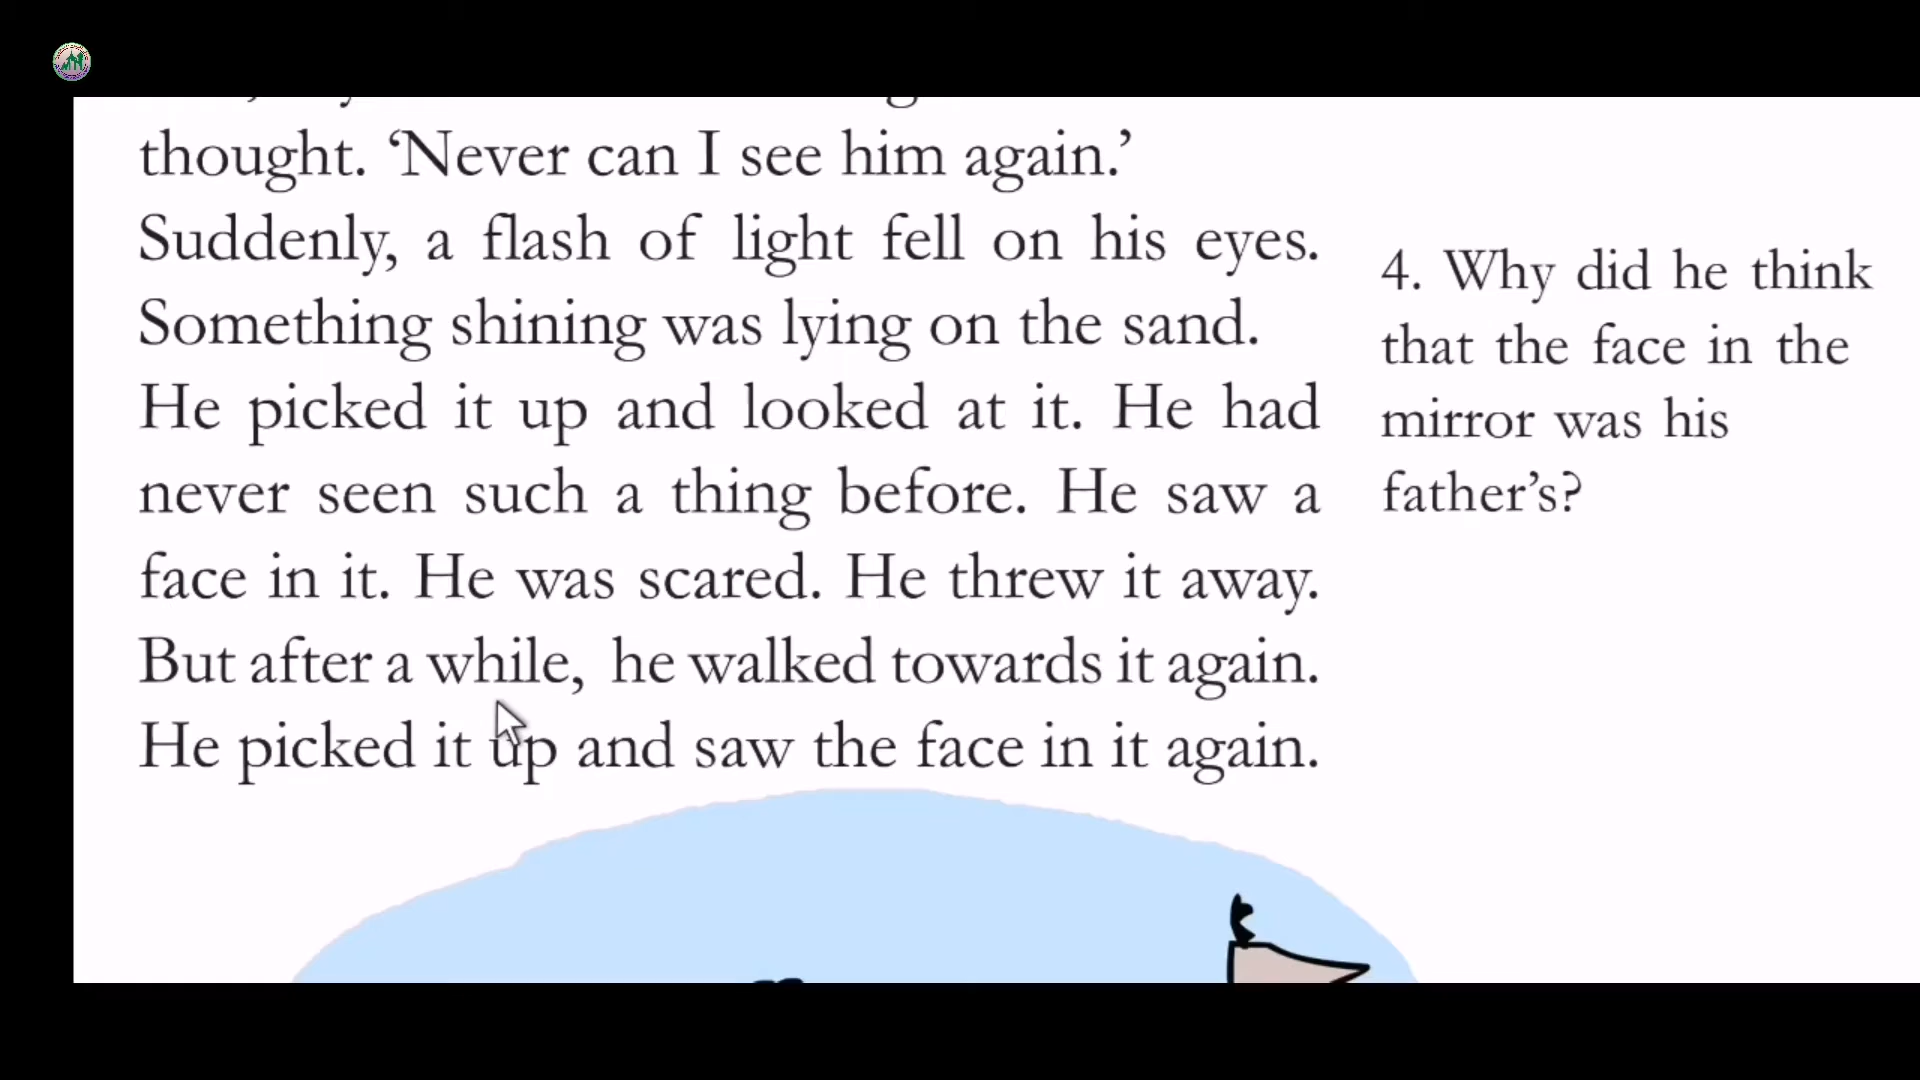 thought. ‘Never can I see him again.’
Suddenly, a flash of light fell on his eyes.
Something shining was lying on the sand.
He picked it up and looked at it. He had
never seen such a thing before. He saw a
face in it. He was scared. He threw it away.
But after a while, he walked towards it again.
He picked it up and saw the face in it again.
4. Why did he think
that the face in the
mirror was his
father’s?